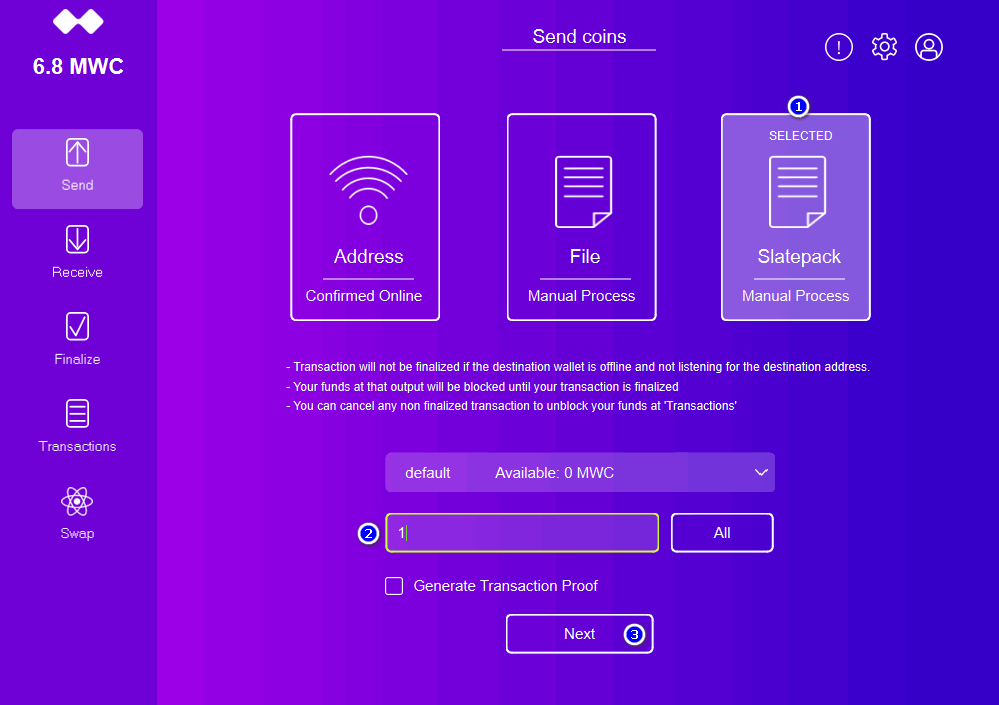 6.8 MWC
Send
Receive
Finalize
Transactions
Swap
Send coins
!
1
SELECTED
Address
Confirmed Online
File
Manual Process
Slatepack
Manual Process
- Transaction will not be finalized if the destination wallet is offline and not listening for the destination address.
- Your funds at that output will be blocked until your transaction is finalized
- You can cancel any non finalized transaction to unblock your funds at 'Transactions'
default Available: 0 MWC
2 1 All
Generate Transaction Proof
Next 3